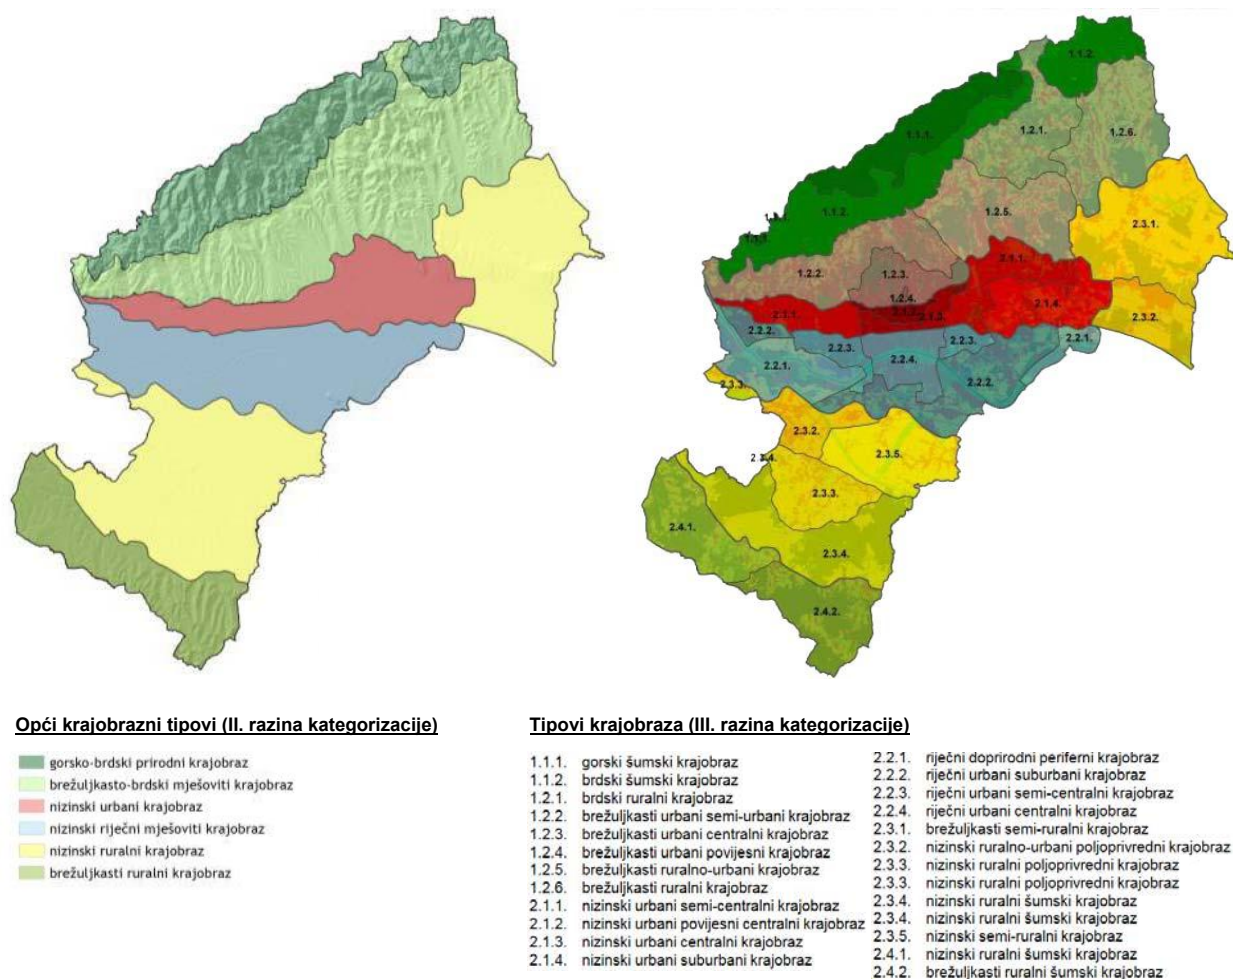 1.1.2.
1.1.1.
1.2.1.
1.2.6.
1.1.2.
1.2.5.
2.3.1.
2.1.1.
1.2.2.
1.2.3.
1.2.4.
2.1.4.
2.3.2.
2.2.2.
2.2.3.
2.2.3.
2.2.1.
2.2.1.
2.2.4.
2.2.2.
2.3.3.
2.3.2.
2.3.5.
2.3.4.
2.3.3.
2.4.1.
2.3.4.
2.4.2.
Opći krajobrazni tipovi (II. razina kategorizacije)
gorsko-brdski prirodni krajobraz
brežuljkasto-brdski mješoviti krajobraz
nizinski urbani krajobraz
nizinski riječni mješoviti krajobraz
nizinski ruralni krajobraz
brežuljkasti ruralni krajobraz
Tipovi krajobraza (III. razina kategorizacije)
1.1.1. gorski šumski krajobraz
1.1.2. brdski šumski krajobraz
1.2.1. brdski ruralni krajobraz
1.2.2. brežuljkasti urbani semi-urbani krajobraz
1.2.3. brežuljkasti urbani centralni krajobraz
1.2.4. brežuljkasti urbani povijesni krajobraz
1.2.5. brežuljkasti ruralno-urbani krajobraz
1.2.6. brežuljkasti ruralni krajobraz
2.1.1. nizinski urbani semi-centralni krajobraz
2.1.2. nizinski urbani povijesni centralni krajobraz
2.1.3. nizinski urbani centralni krajobraz
2.1.4. nizinski urbani suburbani krajobraz
2.2.1. riječni doprirodni periferni krajobraz
2.2.2. riječni urbani suburbani krajobraz
2.2.3. riječni urbani semi-centralni krajobraz
2.2.4. riječni urbani centralni krajobraz
2.3.1. brežuljkasti semi-ruralni krajobraz
2.3.2. nizinski ruralno-urbani poljoprivredni krajobraz
2.3.3. nizinski ruralni poljoprivredni krajobraz
2.3.3. nizinski ruralni poljoprivredni krajobraz
2.3.4. nizinski ruralni šumski krajobraz
2.3.4. nizinski ruralni šumski krajobraz
2.3.5. nizinski semi-ruralni krajobraz
2.4.1. nizinski ruralni šumski krajobraz
2.4.2. brežuljkasti ruralni šumski krajobraz